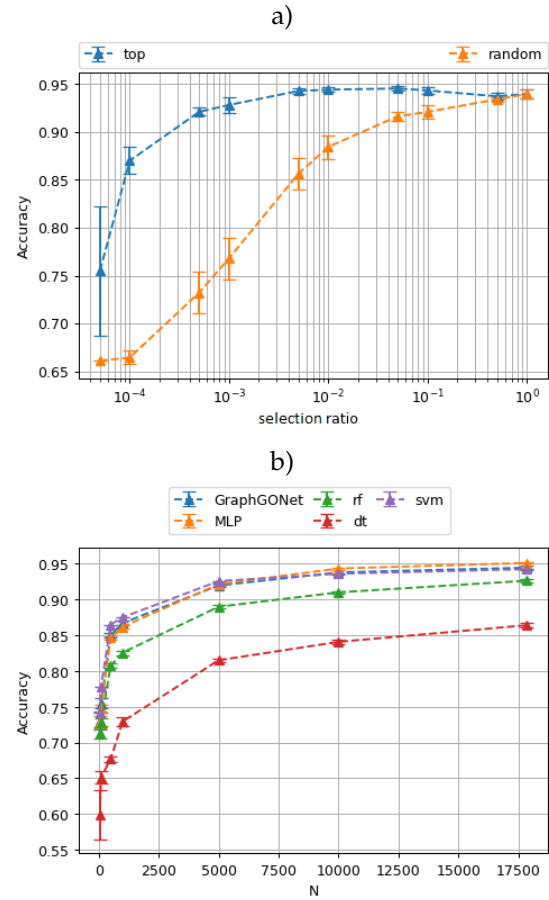 a)
top random
0.95
0.90
0.85
0.80
0.75
0.70
0.65
Accuracy
10⁻⁴ 10⁻³ 10⁻² 10⁻¹ 10⁰
selection ratio
b)
GraphGONet rf svm
MLP dt
0.95
0.90
0.85
0.80
0.75
0.70
0.65
0.60
0.55
Accuracy
0 2500 5000 7500 10000 12500 15000 17500
N